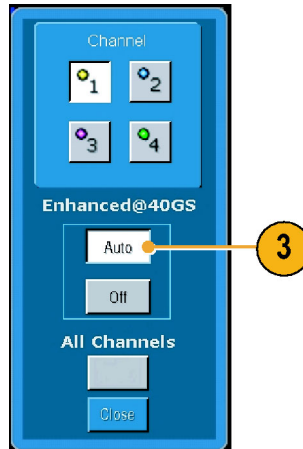 Channel
1
2
3
4
Enhanced@40GS
Auto
3
Off
All Channels
Close